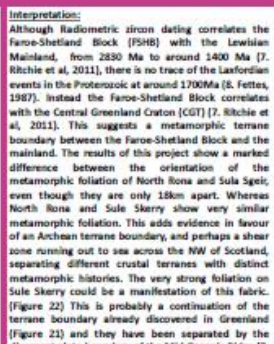 Interpretation:
Although Radiometric zircon dating correlates the
Faroe-Shetland Block (FSHB) with the Lewisian
Mainland, from 2830 Ma to around 1400 Ma (7.
Ritchie et al, 2011), there is no trace of the Laxfordian
events in the Proterozoic at around 1700Ma (8. Fettes,
1987). Instead the Faroe-Shetland Block correlates
with the Central Greenland Craton (CGT) (7. Ritchie et
al, 2011). This suggests a metamorphic terrane
boundary between the Faroe-Shetland Block and the
mainland. The results of this project show a marked
difference between the orientation of the
metamorphic foliation of North Rona and Sula Sgeir,
even though they are only 18km apart. Whereas
North Rona and Sule Skerry show very similar
metamorphic foliation. This adds evidence in favour
of an Archean terrane boundary, and perhaps a shear
zone running out to sea across the NW of Scotland,
separating different crustal terranes with distinct
metamorphic histories. The very strong foliation on
Sule Skerry could be a manifestation of this fabric.
(Figure 22) This is probably a continuation of the
terrane boundary already discovered in Greenland
(Figure 21) and they have been separated by the